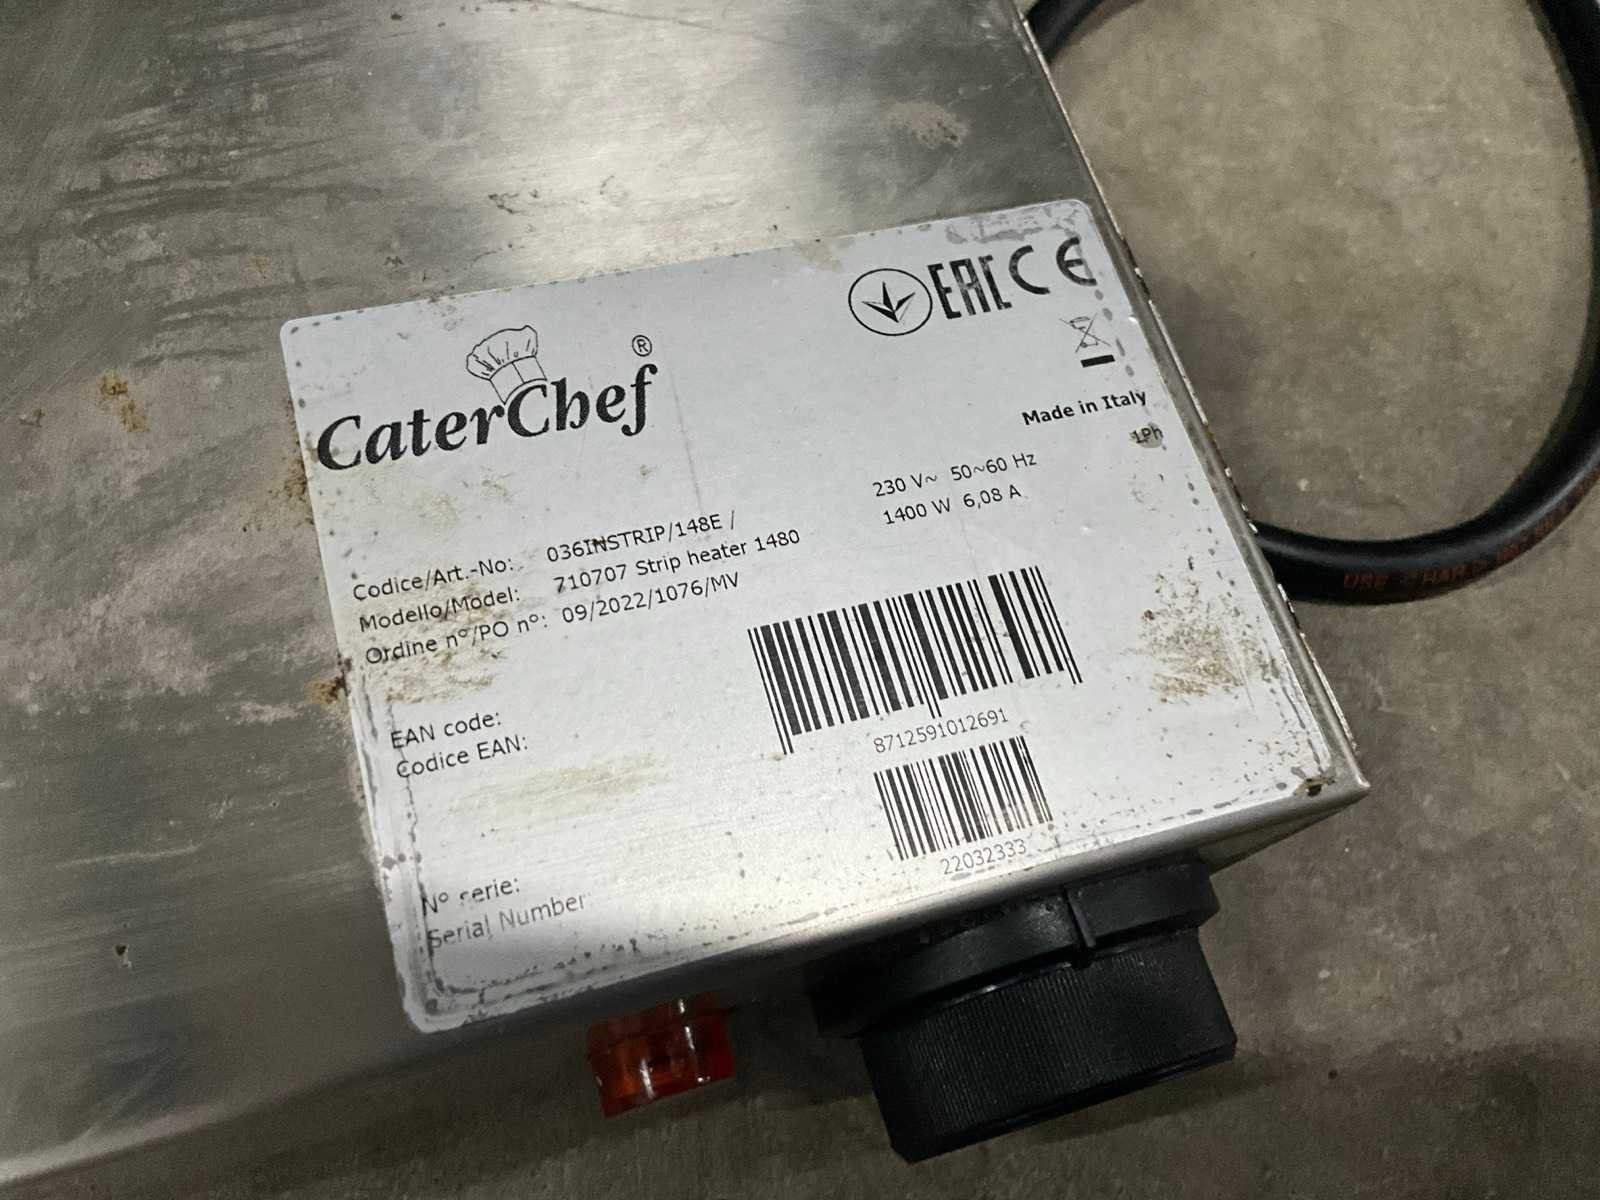 CaterChef®
EAC CE
Made in Italy
1Ph
230 V~ 50~60 Hz
1400 W 6,08 A
Codice/Art.-No: 036INSTRIP/148E /
Modello/Model: 710707 Strip heater 1480
Ordine n°/PO n°: 09/2022/1076/MV
EAN code:
Codice EAN:
8712591012691
22032333
N° serie:
Serial Number